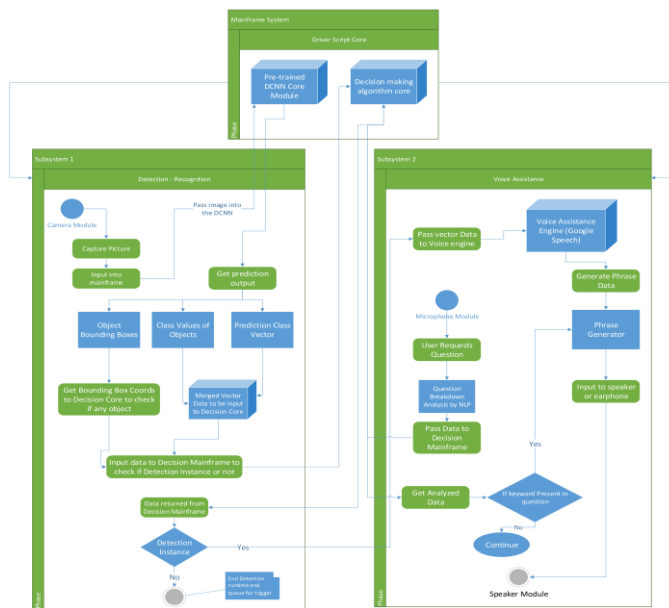 Mainframe System
Driver Script Core
Phase
Pre-trained
DCNN Core
Module
Decision making
algorithm core
Subsystem 1
Detection - Recognition
Phase
Camera Module
Pass image into
the DCNN
Capture Picture
Input into
mainframe
Get prediction
output
Object
Bounding Boxes
Class Values of
Objects
Prediction Class
Vector
Get Bounding Box Coords
to Decision Core to check
if any object
Merged Vector
Data to be input
to Decision Core
Input data to Decision Mainframe to
check if Detection Instance or not
Data returned from
Decision Mainframe
Detection
Instance
Yes
No
End Detection
runtime and
queue for trigger
Phase
Subsystem 2
Voice Assistance
Phase
Pass vector Data
to Voice engine
Voice Assistance
Engine (Google
Speech)
Generate Phrase
Data
Microphone Module
Phrase
Generator
User Requests
Question
Question
Breakdown
Analysis by NLP
Input to speaker
or earphone
Pass Data to
Decision
Mainframe
Yes
Get Analyzed
Data
If keyword Present in
question
No
Continue
Speaker Module
Phase